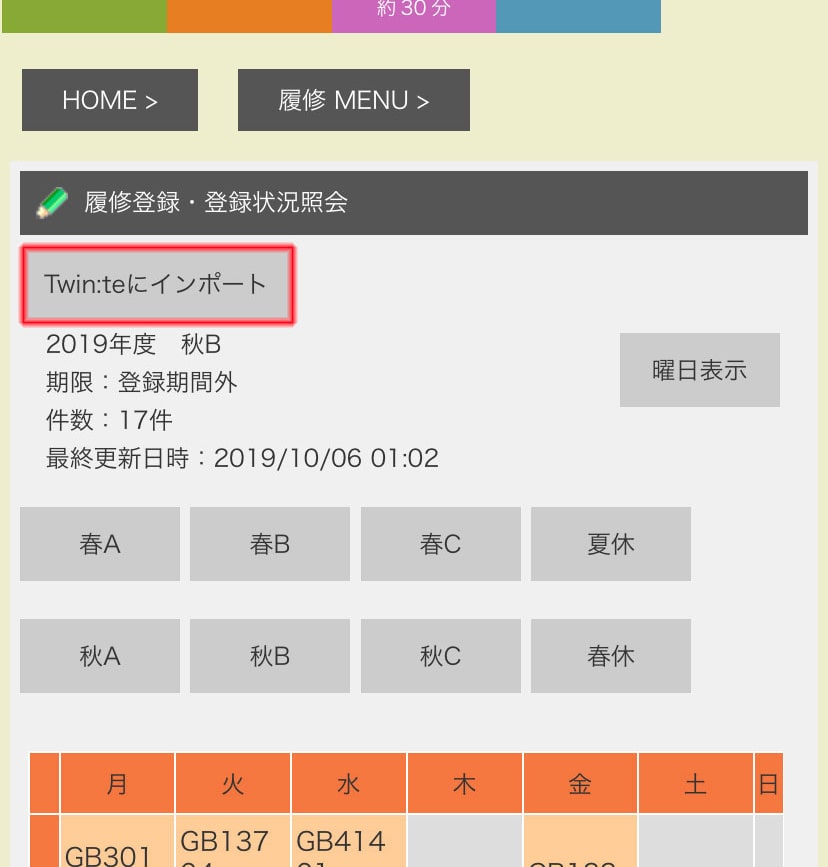 約30分
HOME >
履修 MENU >
履修登録・登録状況照会
Twin:teにインポート
2019年度　秋B
期限：登録期間外
件数：17件
最終更新日時：2019/10/06 01:02
曜日表示
春A 春B 春C 夏休
秋A 秋B 秋C 春休
月 火 水 木 金 土 日
GB301 GB137 GB414